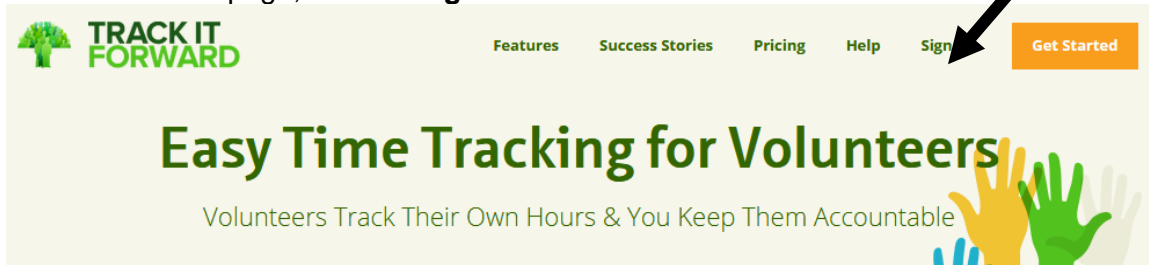 page,
g
TRACK IT
FORWARD
Features Success Stories Pricing Help Sign Get Started
Easy Time Tracking for Volunteers
Volunteers Track Their Own Hours & You Keep Them Accountable